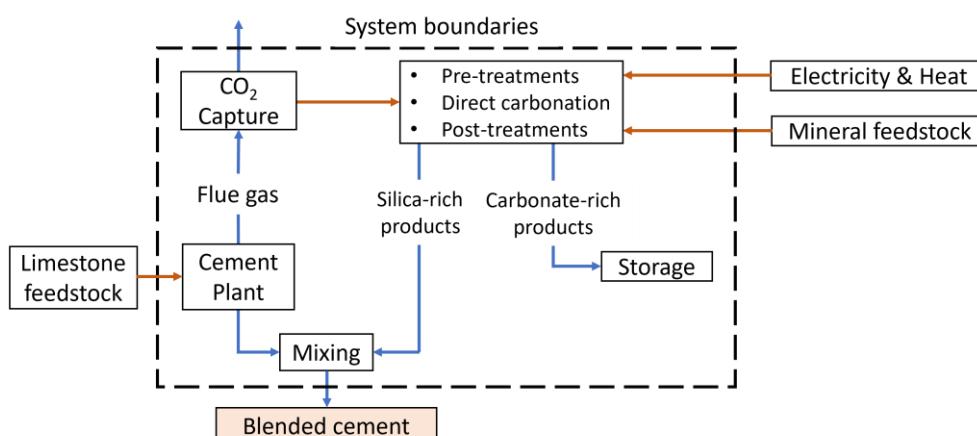 System boundaries
CO₂
Capture
• Pre-treatments
• Direct carbonation
• Post-treatments
Electricity & Heat
Mineral feedstock
Flue gas
Silica-rich
products
Carbonate-rich
products
Limestone
feedstock
Cement
Plant
Storage
Mixing
Blended cement